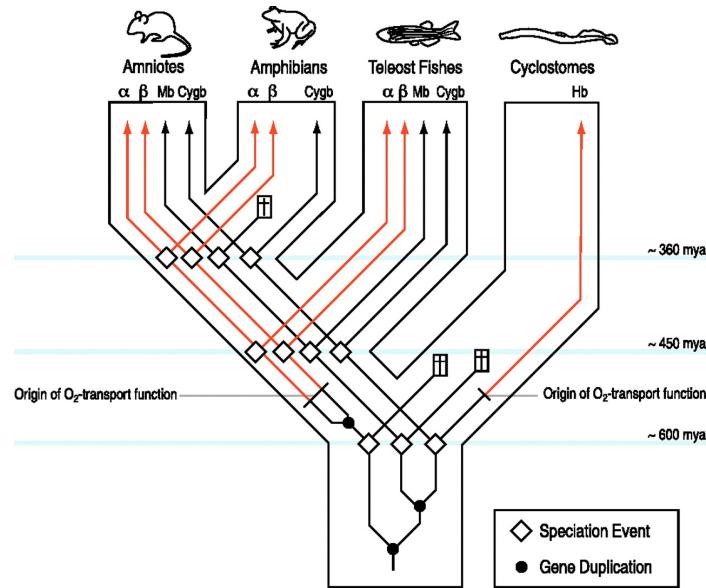 Amniotes Amphibians Teleost Fishes Cyclostomes
α β Mb Cygb α β Cygb α β Mb Cygb Hb
~ 360 mya
~ 450 mya
Origin of O₂-transport function Origin of O₂-transport function
~ 600 mya
Speciation Event
Gene Duplication